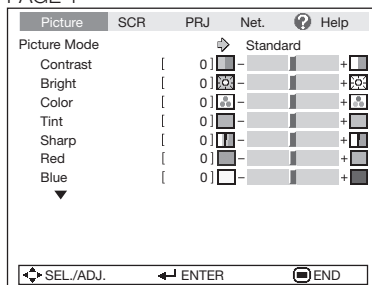 PAGE 1
Picture SCR PRJ Net. ? Help
Picture Mode Standard
Contrast [ 0 ] - +
Bright [ 0 ] - +
Color [ 0 ] - +
Tint [ 0 ] - +
Sharp [ 0 ] - +
Red [ 0 ] - +
Blue [ 0 ] - +
SEL./ADJ. ENTER END